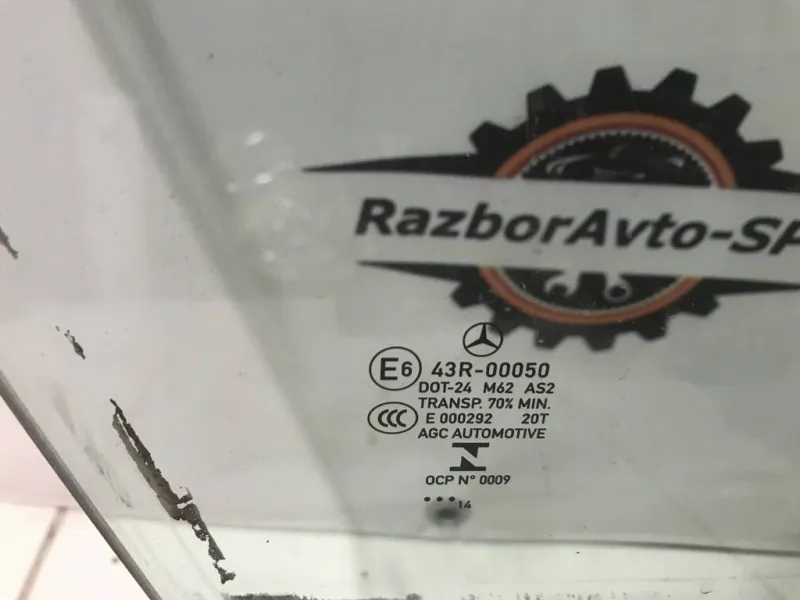 RazborAvto-SP
E6 43R-00050
DOT-24 M62 AS2
TRANSP. 70% MIN.
CCC E 000292 20T
AGC AUTOMOTIVE
OCP N° 0009
14